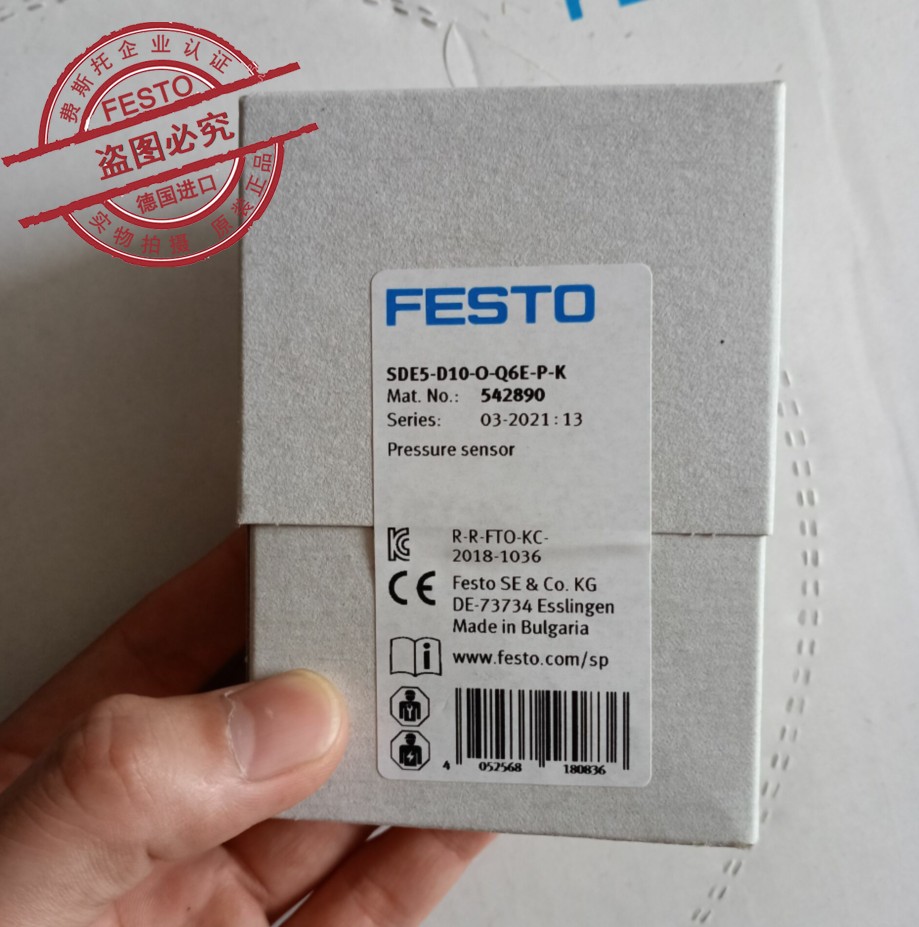 费斯托企业认证
FESTO
盗图必究
德国进口
实物拍摄 原装正品
FESTO
SDE5-D10-O-Q6E-P-K
Mat. No.: 542890
Series: 03-2021:13
Pressure sensor
R-R-FTO-KC-
2018-1036
CE
Festo SE & Co. KG
DE-73734 Esslingen
Made in Bulgaria
i
www.festo.com/sp
4 052568 180836